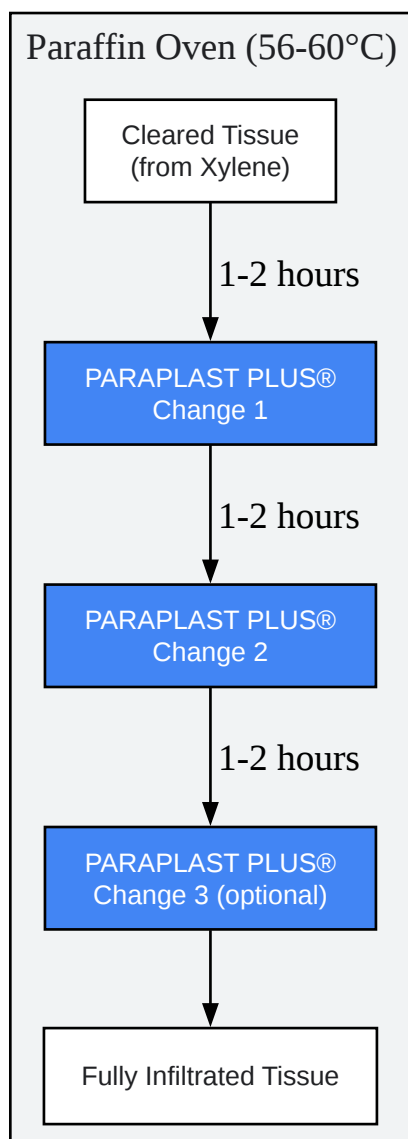 Paraffin Oven (56-60°C)
Cleared Tissue
(from Xylene)
1-2 hours
PARAPLAST PLUS®
Change 1
1-2 hours
PARAPLAST PLUS®
Change 2
1-2 hours
PARAPLAST PLUS®
Change 3 (optional)
Fully Infiltrated Tissue